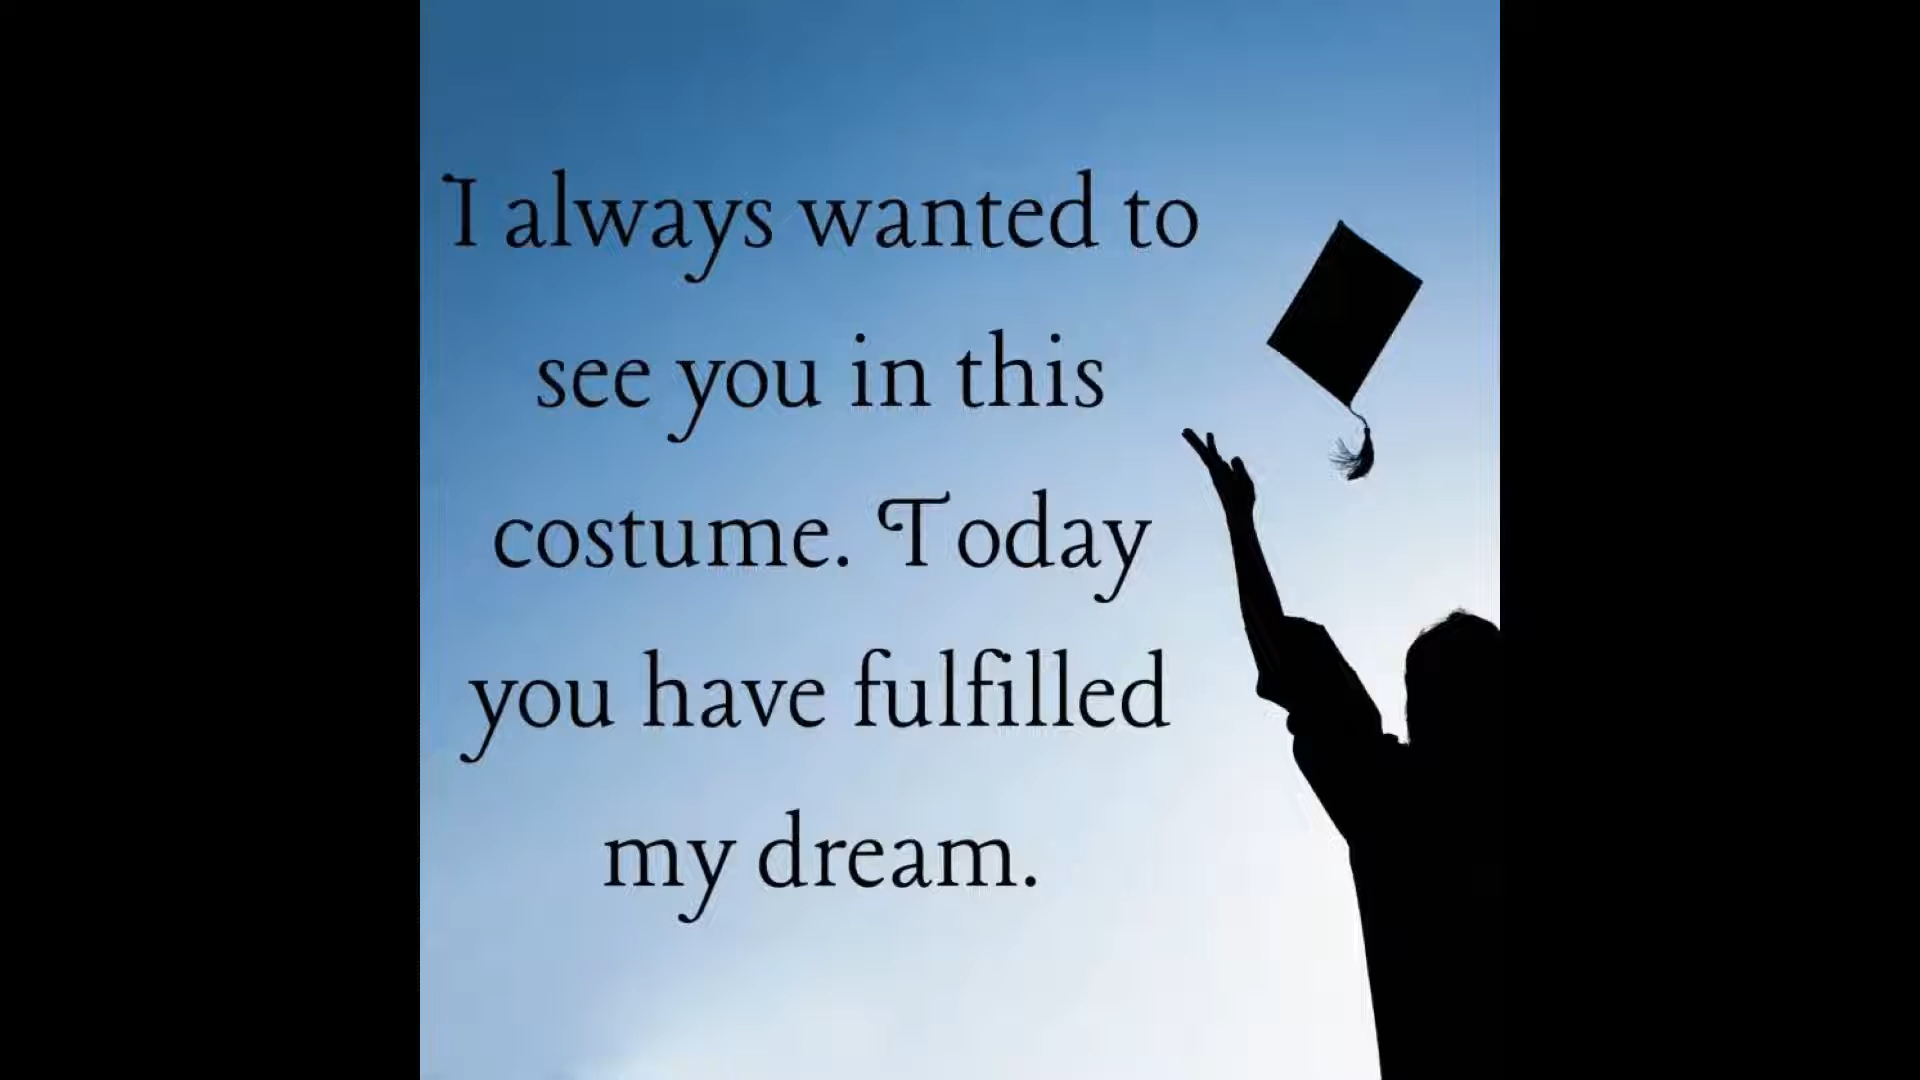 I always wanted to
see you in this
costume. Today
you have fulfilled
my dream.